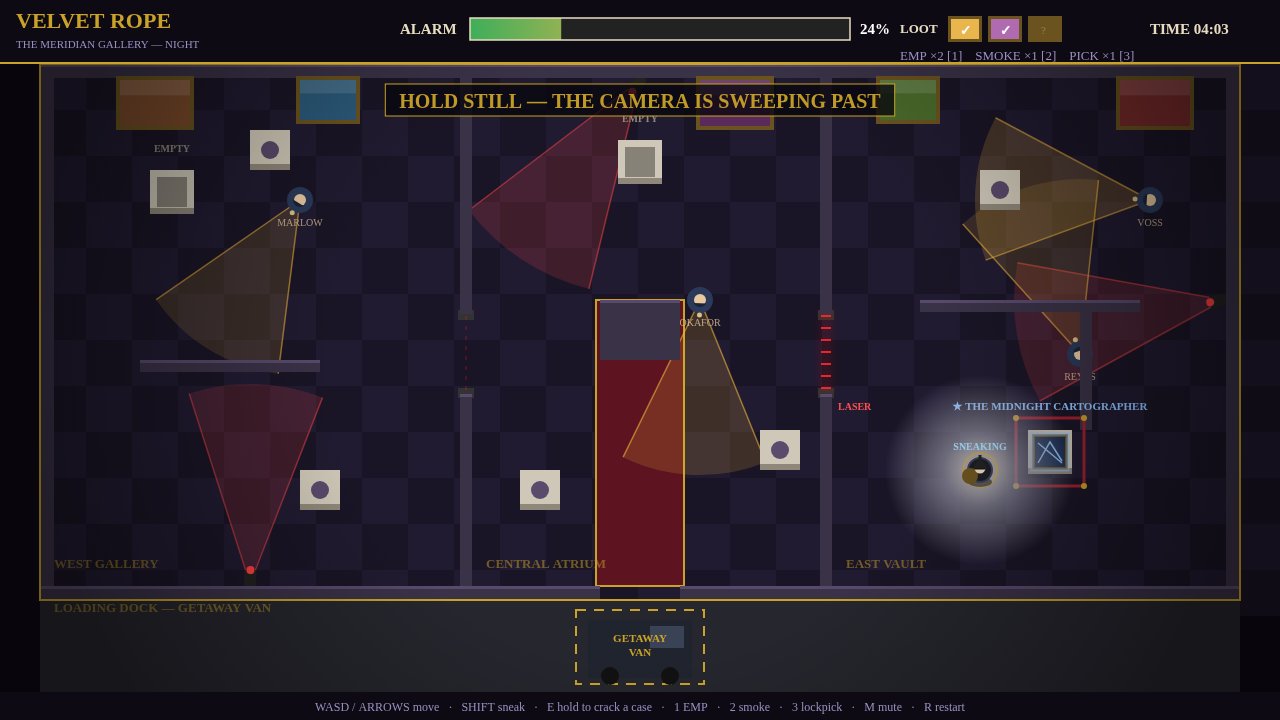 VELVET ROPE
THE MERIDIAN GALLERY — NIGHT
ALARM
24%
LOOT
✓ ✓ ?
EMP ×2 [1] SMOKE ×1 [2] PICK ×1 [3]
TIME 04:03
HOLD STILL — THE CAMERA IS SWEEPING PAST
EMPTY
EMPTY
MARLOW
VOSS
OKAFOR
REYES
LASER
★ THE MIDNIGHT CARTOGRAPHER
SNEAKING
WEST GALLERY
CENTRAL ATRIUM
EAST VAULT
LOADING DOCK — GETAWAY VAN
GETAWAY
VAN
WASD / ARROWS move · SHIFT sneak · E hold to crack a case · 1 EMP · 2 smoke · 3 lockpick · M mute · R restart